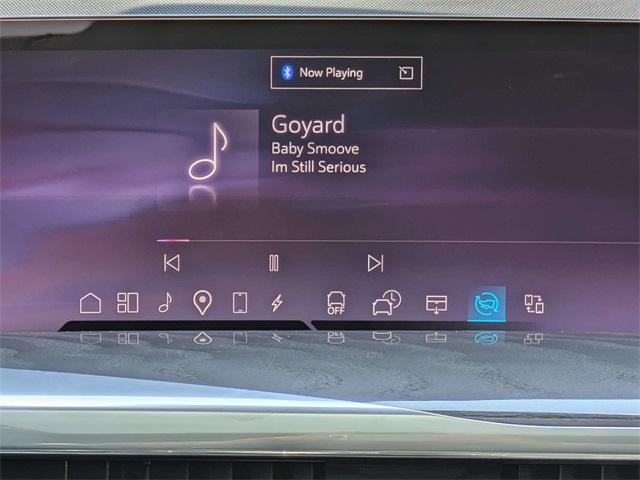 Now Playing
Goyard
Baby Smoove
Im Still Serious
OFF